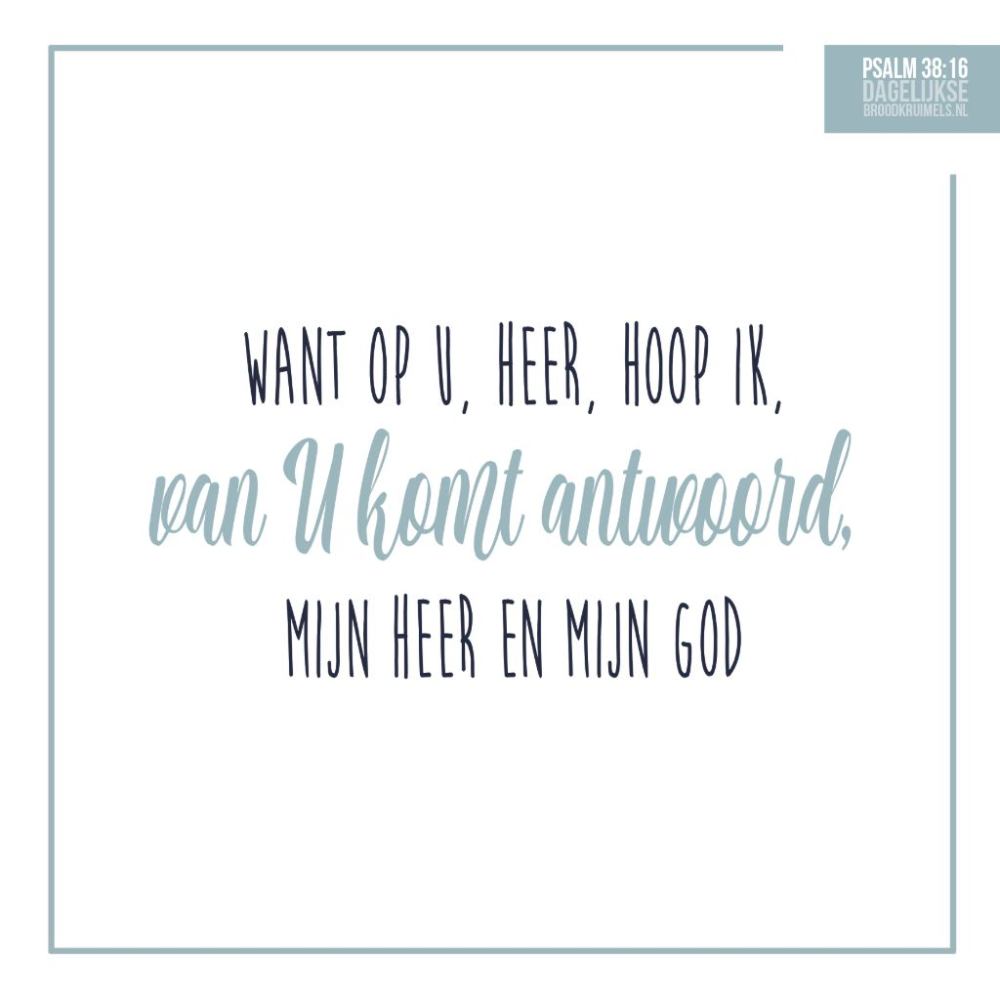 PSALM 38:16
DAGELIJKSE
BROODKRUIMELS.NL
WANT OP U, HEER, HOOP IK,
van U komt antwoord,
MIJN HEER EN MIJN GOD